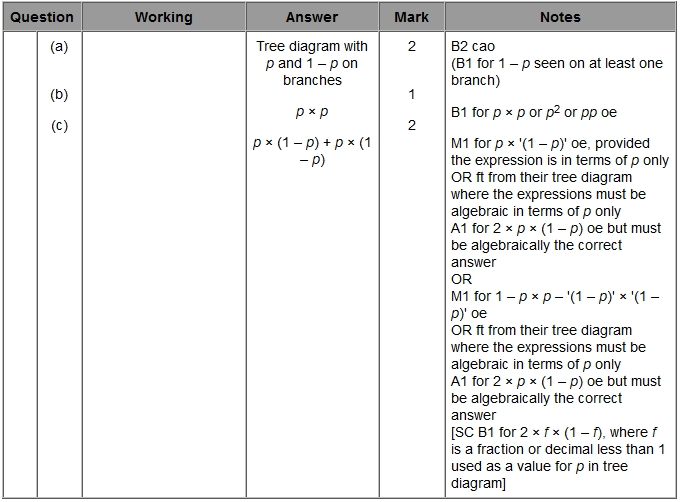 Question Working Answer Mark Notes
(a) Tree diagram with 2 B2 cao
p and 1 – p on (B1 for 1 – p seen on at least one
branches branch)
(b) 1
p × p B1 for p × p or p² or pp oe
(c) 2
p × (1 – p) + p × (1 M1 for p × '(1 – p)' oe, provided
– p) the expression is in terms of p only
OR ft from their tree diagram
where the expressions must be
algebraic in terms of p only
A1 for 2 × p × (1 – p) oe but must
be algebraically the correct
answer
OR
M1 for 1 – p × p – '(1 – p)' × '(1 –
p)' oe
OR ft from their tree diagram
where the expressions must be
algebraic in terms of p only
A1 for 2 × p × (1 – p) oe but must
be algebraically the correct
answer
[SC B1 for 2 × f × (1 – f), where f
is a fraction or decimal less than 1
used as a value for p in tree
diagram]